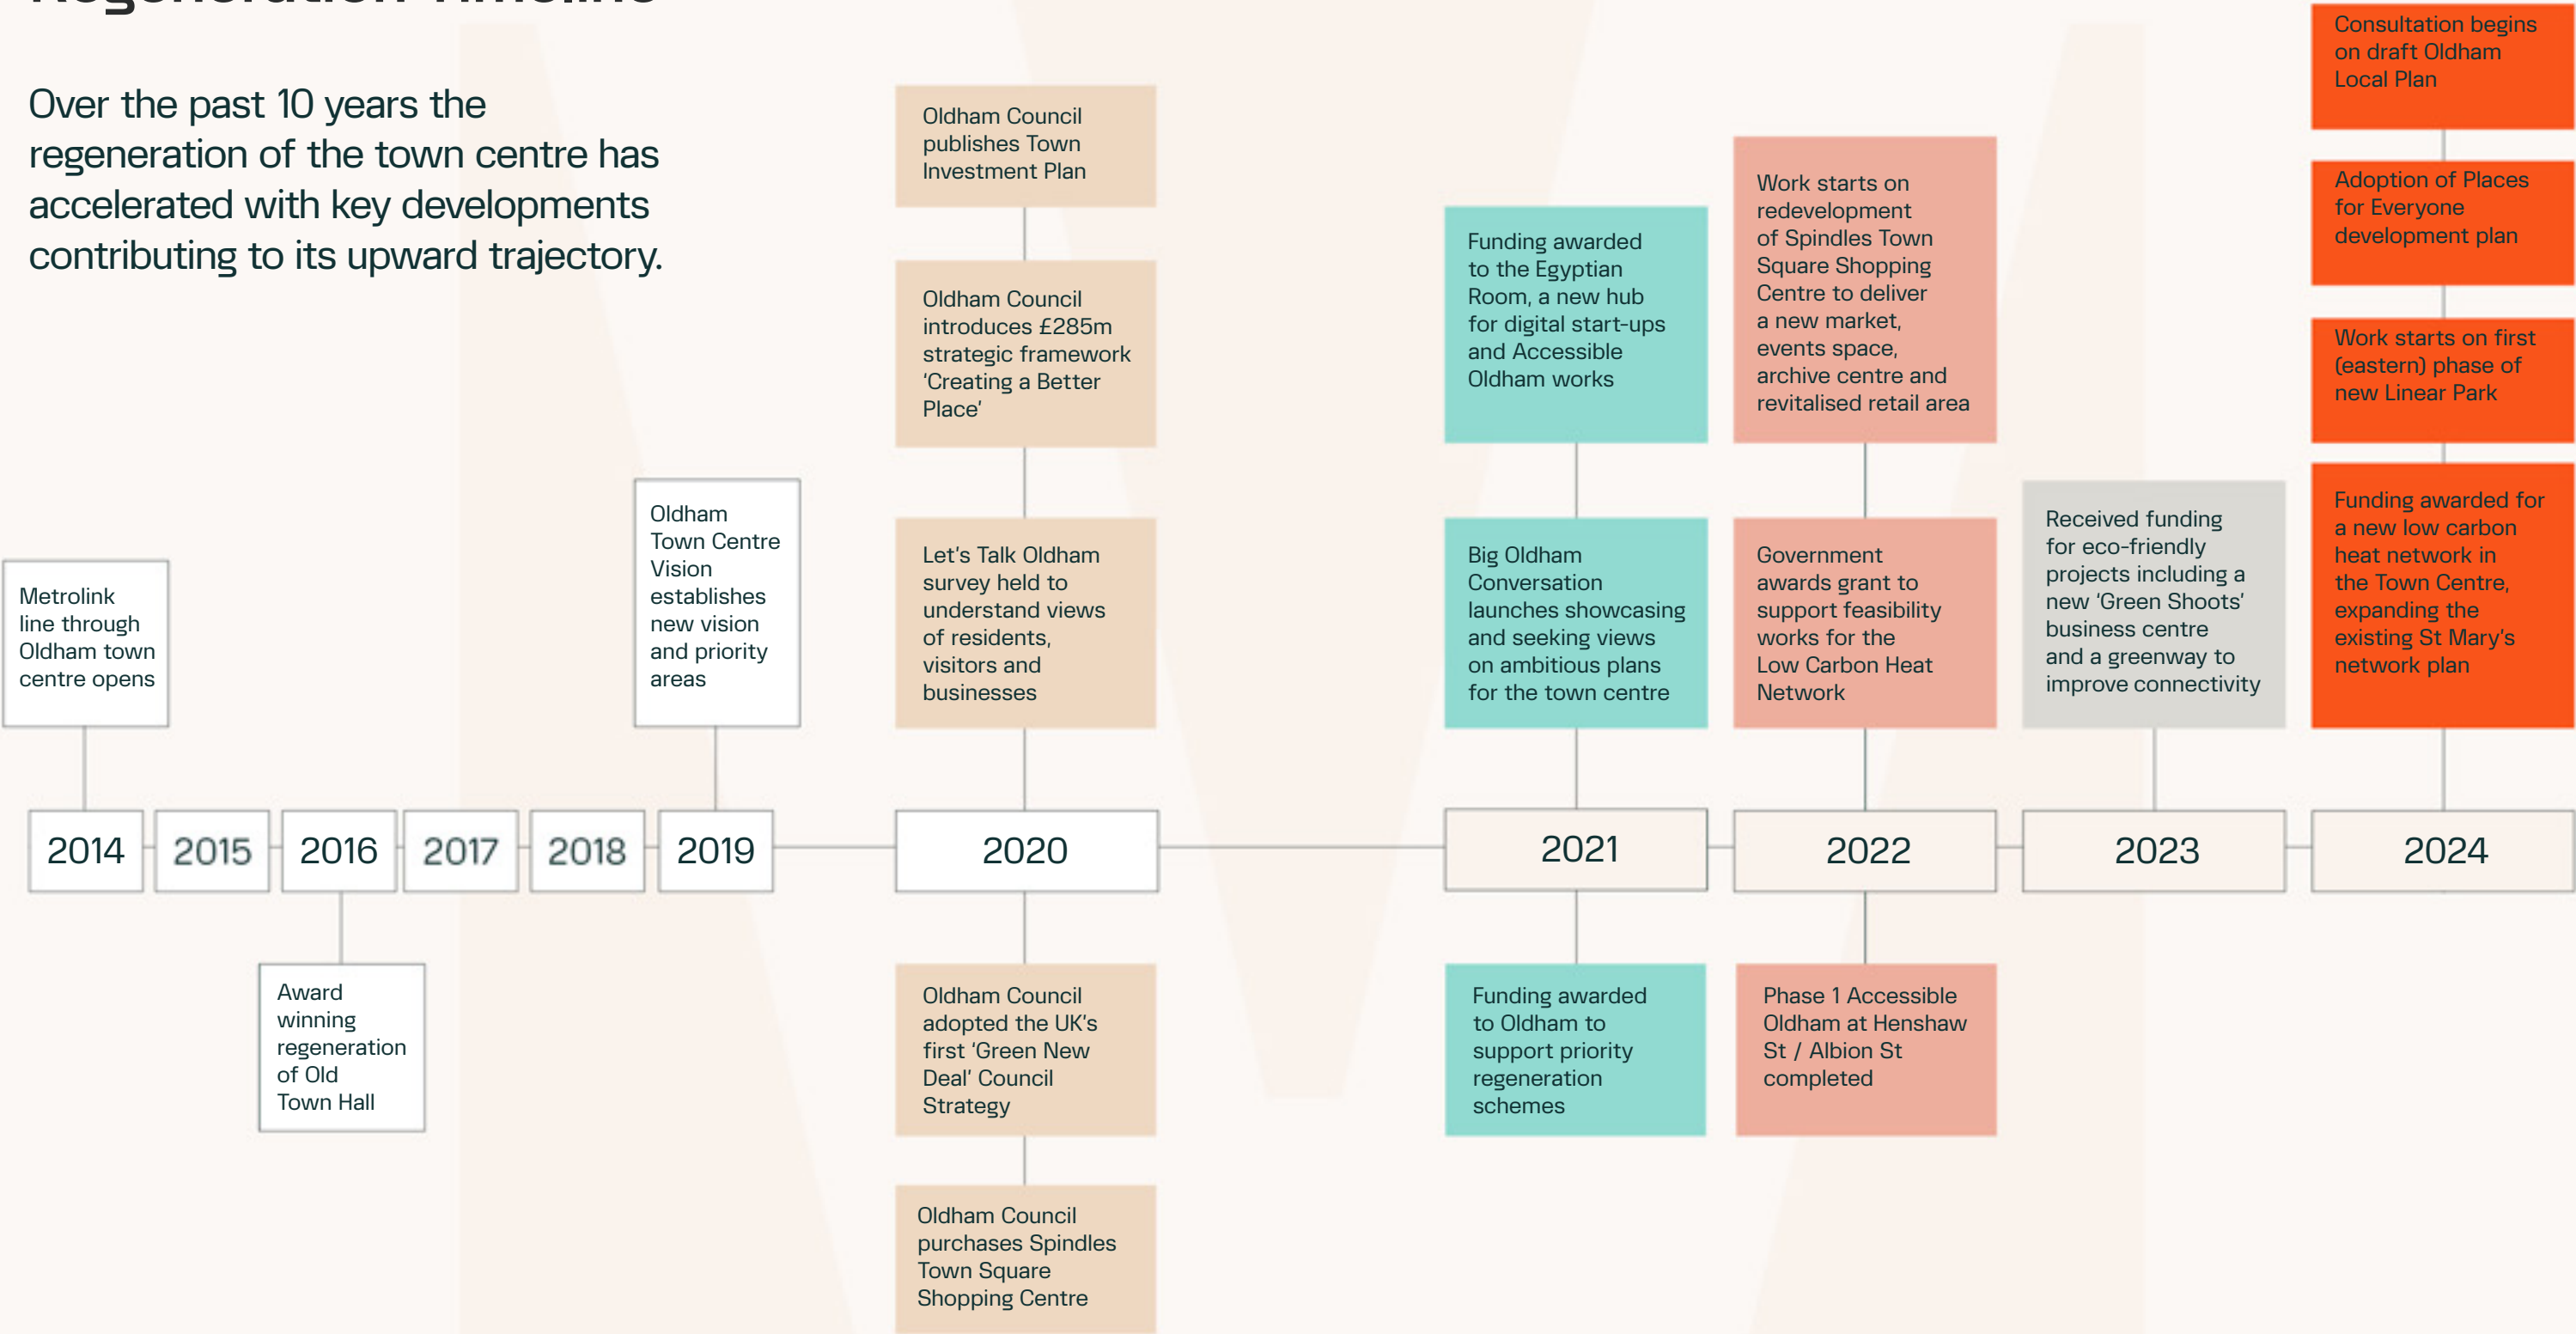 Regeneration Timeline
Over the past 10 years the
regeneration of the town centre has
accelerated with key developments
contributing to its upward trajectory.
Metrolink
line through
Oldham town
centre opens
Oldham
Town Centre
Vision
establishes
new vision
and priority
areas
Oldham Council
publishes Town
Investment Plan
Oldham Council
introduces £285m
strategic framework
‘Creating a Better
Place’
Let’s Talk Oldham
survey held to
understand views
of residents,
visitors and
businesses
Funding awarded
to the Egyptian
Room, a new hub
for digital start-ups
and Accessible
Oldham works
Big Oldham
Conversation
launches showcasing
and seeking views
on ambitious plans
for the town centre
Work starts on
redevelopment
of Spindles Town
Square Shopping
Centre to deliver
a new market,
events space,
archive centre and
revitalised retail area
Government
awards grant to
support feasibility
works for the
Low Carbon Heat
Network
Received funding
for eco-friendly
projects including a
new ‘Green Shoots’
business centre
and a greenway to
improve connectivity
Consultation begins
on draft Oldham
Local Plan
Adoption of Places
for Everyone
development plan
Work starts on first
(eastern) phase of
new Linear Park
Funding awarded for
a new low carbon
heat network in
the Town Centre,
expanding the
existing St Mary’s
network plan
2014
2015
2016
2017
2018
2019
2020
2021
2022
2023
2024
Award
winning
regeneration
of Old
Town Hall
Oldham Council
adopted the UK’s
first ‘Green New
Deal’ Council
Strategy
Oldham Council
purchases Spindles
Town Square
Shopping Centre
Funding awarded
to Oldham to
support priority
regeneration
schemes
Phase 1 Accessible
Oldham at Henshaw
St / Albion St
completed